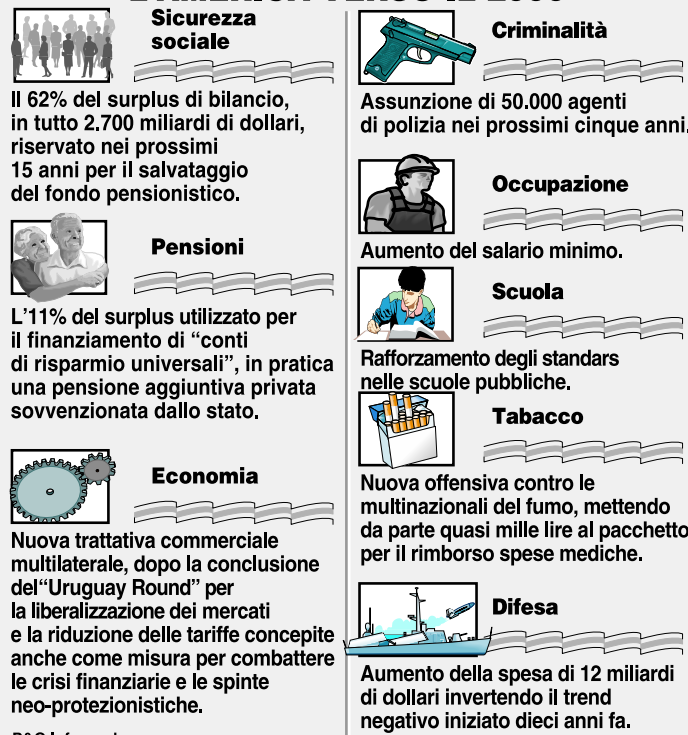 Sicurezza
sociale
Il 62% del surplus di bilancio,
in tutto 2.700 miliardi di dollari,
riservato nei prossimi
15 anni per il salvataggio
del fondo pensionistico.
Pensioni
L'11% del surplus utilizzato per
il finanziamento di “conti
di risparmio universali”, in pratica
una pensione aggiuntiva privata
sovvenzionata dallo stato.
Economia
Nuova trattativa commerciale
multilaterale, dopo la conclusione
del“Uruguay Round” per
la liberalizzazione dei mercati
e la riduzione delle tariffe concepite
anche come misura per combattere
le crisi finanziarie e le spinte
neo-protezionistiche.
Criminalità
Assunzione di 50.000 agenti
di polizia nei prossimi cinque anni.
Occupazione
Aumento del salario minimo.
Scuola
Rafforzamento degli standars
nelle scuole pubbliche.
Tabacco
Nuova offensiva contro le
multinazionali del fumo, mettendo
da parte quasi mille lire al pacchetto
per il rimborso spese mediche.
Difesa
Aumento della spesa di 12 miliardi
di dollari invertendo il trend
negativo iniziato dieci anni fa.